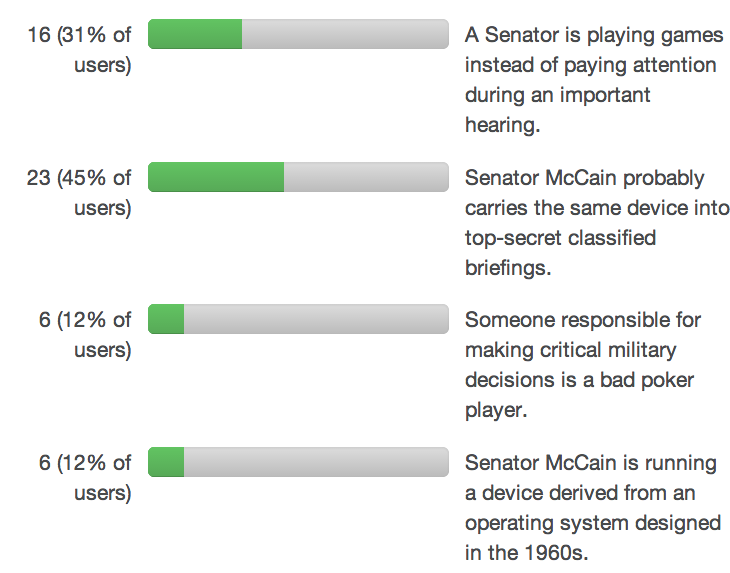 16 (31% of users)
A Senator is playing games
instead of paying attention
during an important
hearing.
23 (45% of users)
Senator McCain probably
carries the same device into
top-secret classified
briefings.
6 (12% of users)
Someone responsible for
making critical military
decisions is a bad poker
player.
6 (12% of users)
Senator McCain is running
a device derived from an
operating system designed
in the 1960s.